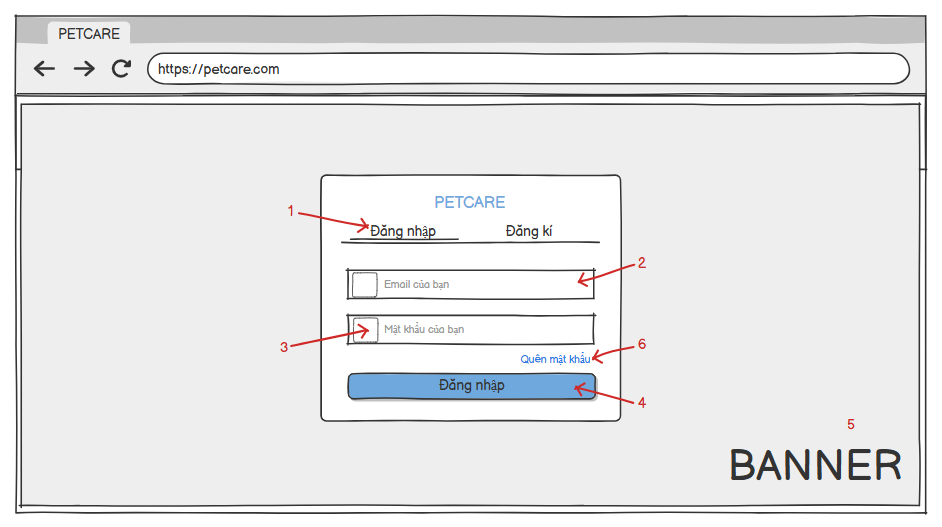 PETCARE
https://petcare.com
PETCARE
1
Đăng nhập Đăng kí
2
Email của bạn
3
Mật khẩu của bạn
6
Quên mật khẩu
Đăng nhập
4
5
BANNER